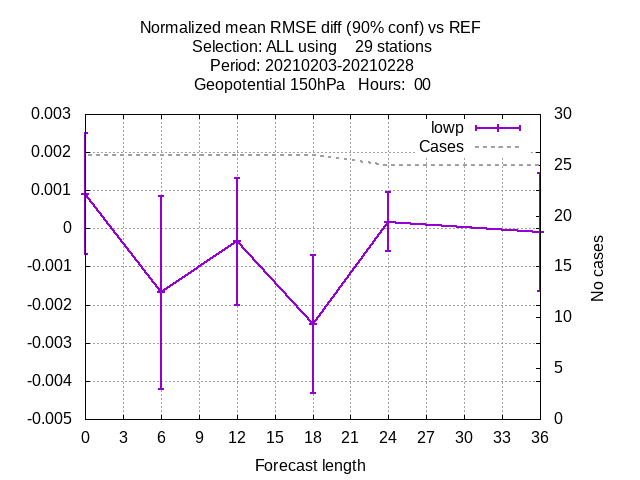 Normalized mean RMSE diff (90% conf) vs REF
Selection: ALL using    29 stations
Period: 20210203-20210228
Geopotential 150hPa   Hours:  00
0.003
0.002
0.001
0
-0.001
-0.002
-0.003
-0.004
-0.005
lowp
Cases
30
25
20
15
10
5
0
No cases
0 3 6 9 12 15 18 21 24 27 30 33 36
Forecast length